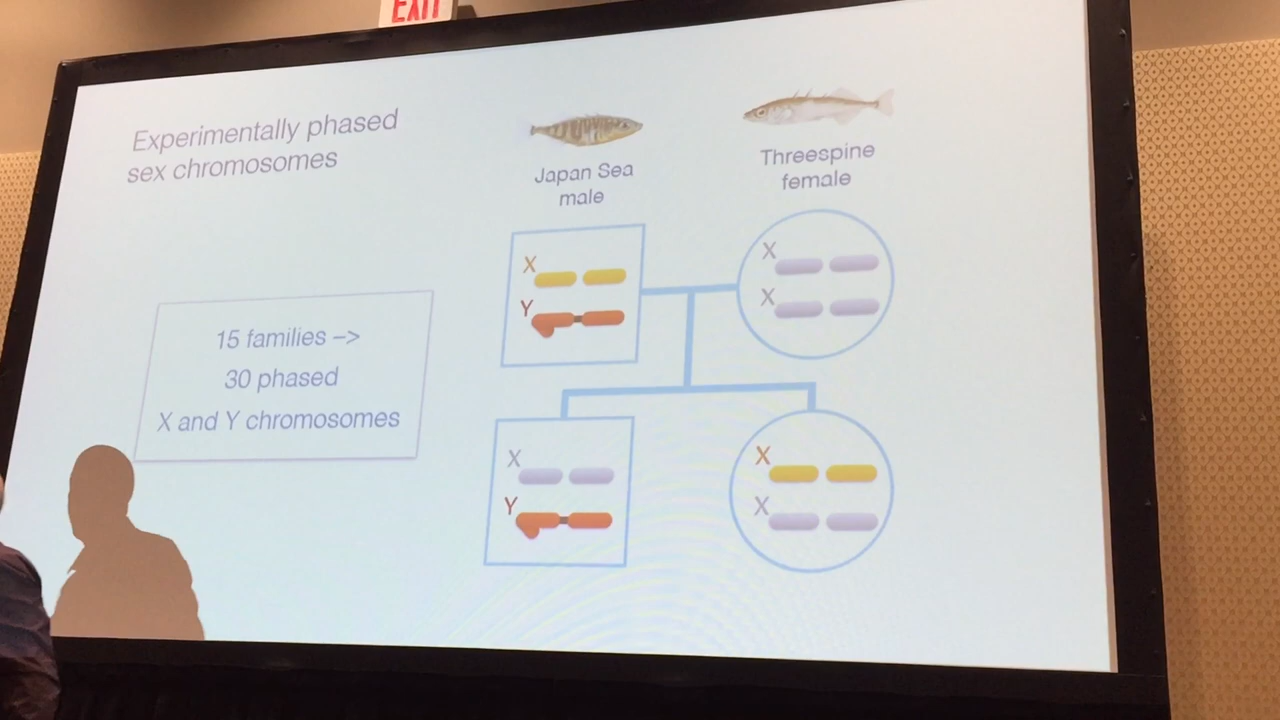 EXIT
Experimentally phased
sex chromosomes
Japan Sea
male
Threespine
female
X
Y
X
X
15 families –>
30 phased
X and Y chromosomes
X
Y
X
X